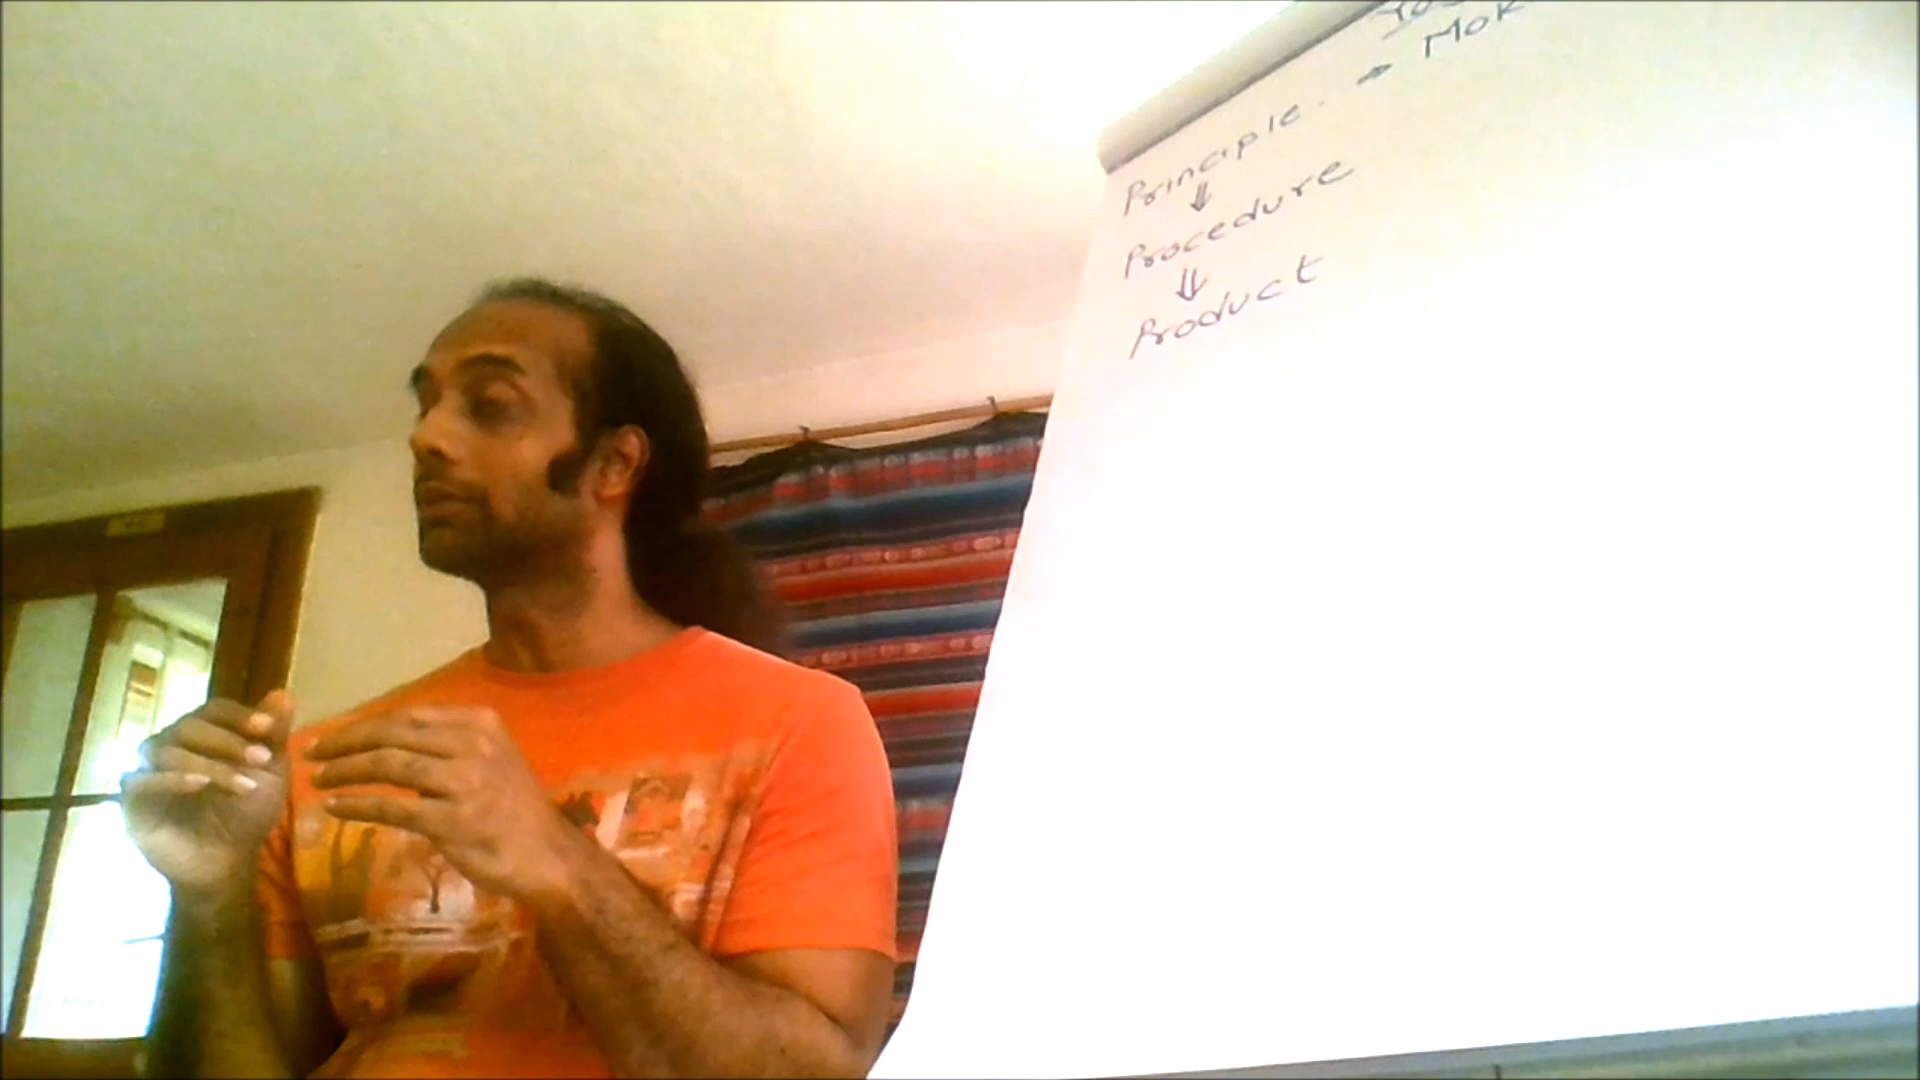 Principle →
⇓
Procedure
⇓
Product